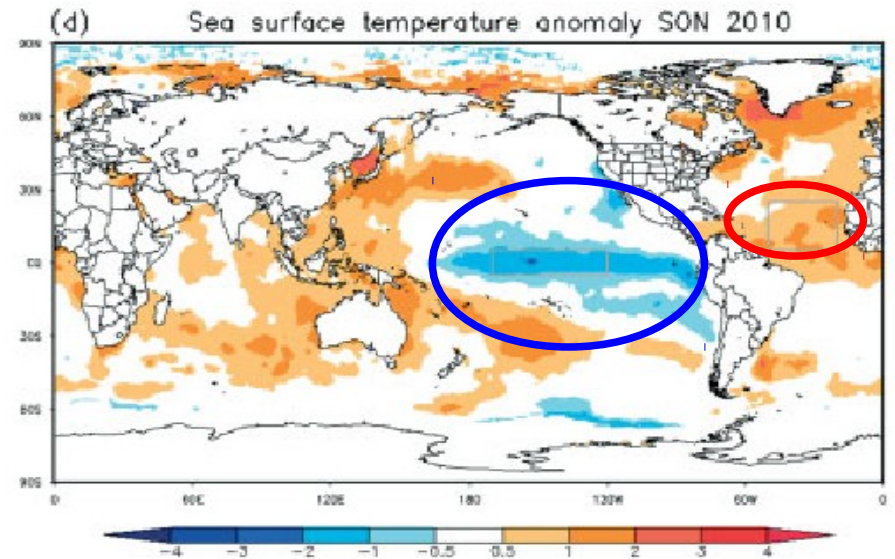 (d) Sea surface temperature anomaly SON 2010
90N
60N
30N
EQ
30S
60S
90S
0 60E 120E 180 120W 60W 0
-4 -3 -2 -1 -0.5 0.5 1 2 3 4